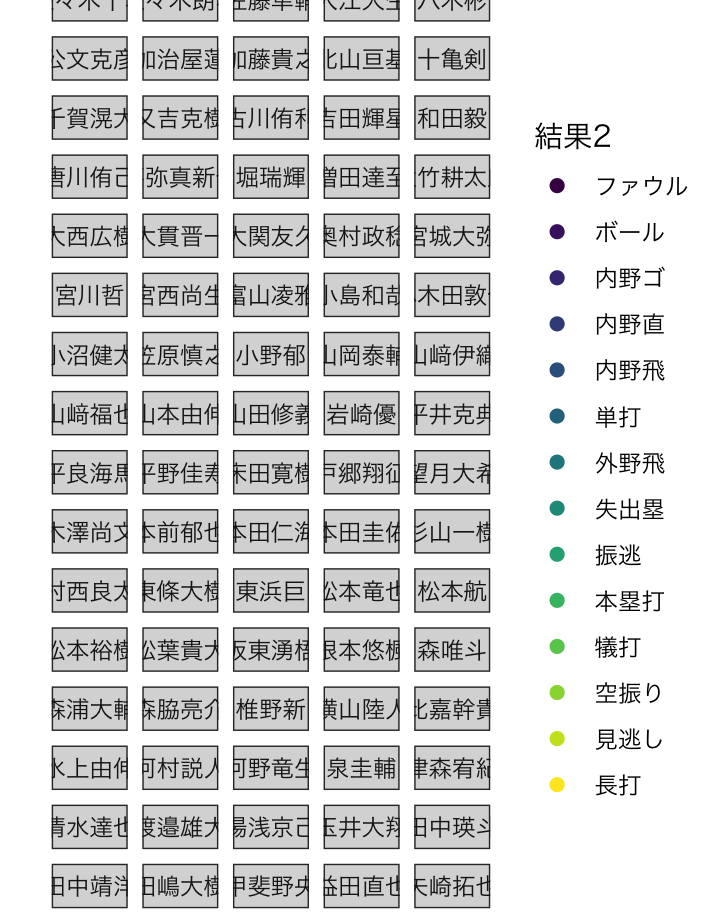 公文克彦 加治屋蓮 加藤貴之 北山亘基 十亀剣
千賀滉大 又吉克樹 古川侑利 吉田輝星 和田毅
唐川侑己 弥真新 堀瑞輝 増田達至 竹耕太
大西広樹 大貫晋一 大関友久 奥村政稔 宮城大弥
宮川哲 宮西尚生 富山凌雅 小島和哉 木田敦
小沼健太 笠原慎之 小野郁 山岡泰輔 山﨑伊織
山﨑福也 山本由伸 山田修義 岩崎優 平井克典
平良海馬 平野佳寿 床田寛樹 戸郷翔征 望月大希
木澤尚文 本前郁也 本田仁海 本田圭佑 杉山一樹
村西良太 東條大樹 東浜巨 松本竜也 松本航
松本裕樹 松葉貴大 板東湧梧 根本悠楓 森唯斗
森浦大輔 森脇亮介 椎野新 横山陸人 比嘉幹貴
水上由伸 河村説人 河野竜生 泉圭輔 津森宥紀
清水達也 渡邉雄大 湯浅京己 玉井大翔 田中瑛斗
田中靖洋 田嶋大樹 甲斐野央 益田直也 矢崎拓也
結果2
ファウル
ボール
内野ゴ
内野直
内野飛
単打
外野飛
失出塁
振逃
本塁打
犠打
空振り
見逃し
長打